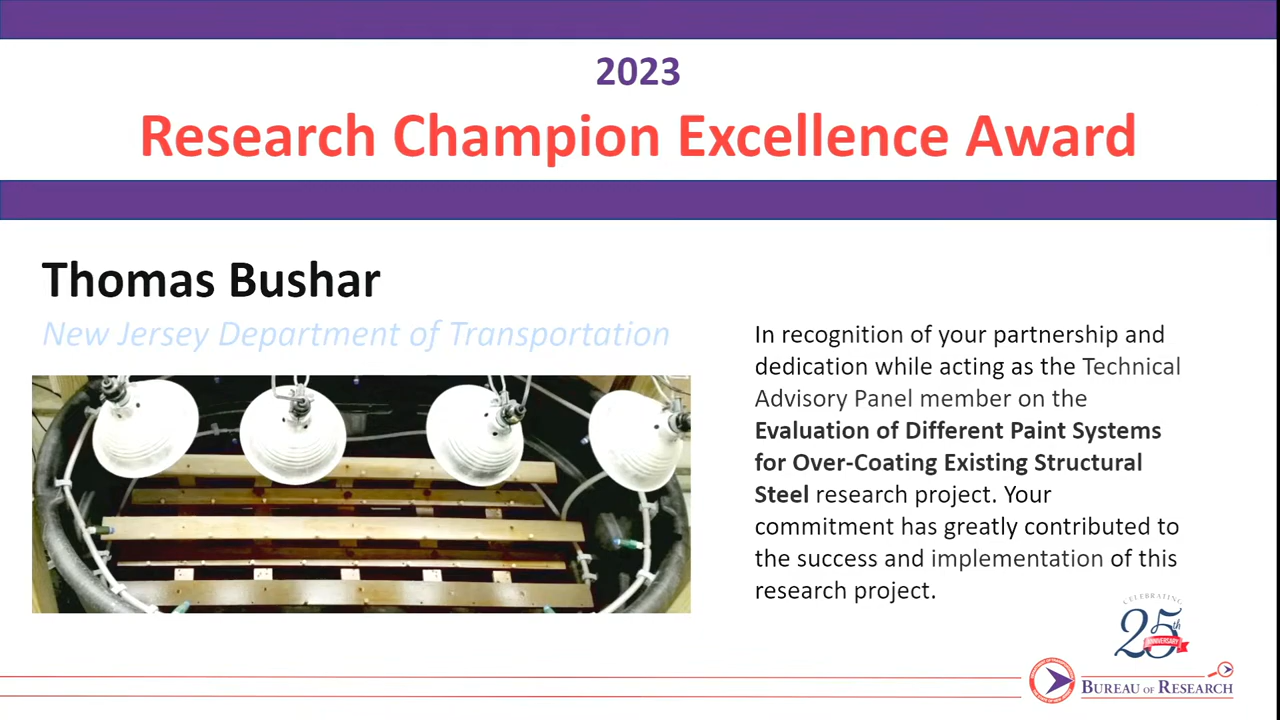 2023
Research Champion Excellence Award
Thomas Bushar
New Jersey Department of Transportation
In recognition of your partnership and
dedication while acting as the Technical
Advisory Panel member on the
Evaluation of Different Paint Systems
for Over-Coating Existing Structural
Steel research project. Your
commitment has greatly contributed to
the success and implementation of this
research project.
CELEBRATING
25th
ANNIVERSARY
BUREAU OF RESEARCH